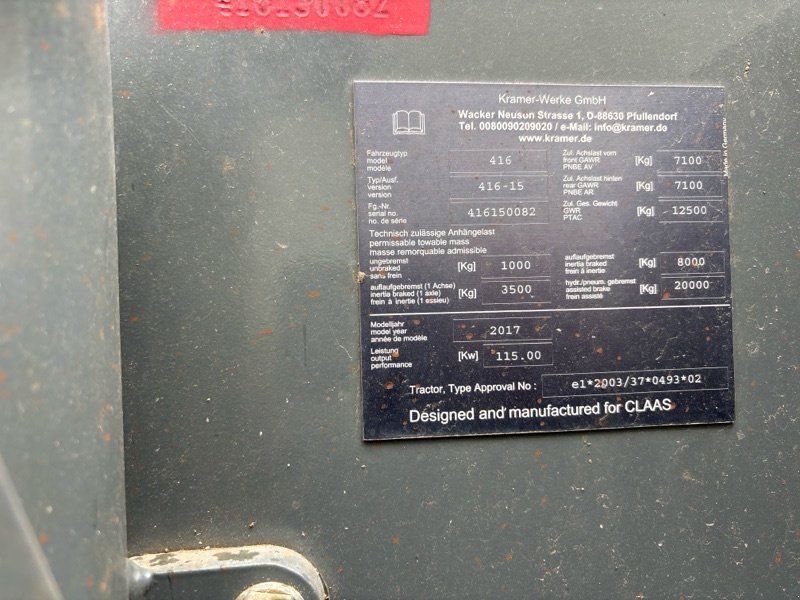 416150082
Kramer-Werke GmbH
Wacker Neuson Strasse 1, D-88630 Pfullendorf
Tel. 0080090209020 / e-Mail: info@kramer.de
www.kramer.de
Made in Germany
Fahrzeugtyp
model
modèle
416
Zul. Achslast vorn
front GAWR
PNBE AV
[Kg] 7100
Typ/Ausf.
version
version
416-15
Zul. Achslast hinten
rear GAWR
PNBE AR
[Kg] 7100
Fg.-Nr.
serial no.
no. de série
416150082
Zul. Ges. Gewicht
GWR
PTAC
[Kg] 12500
Technisch zulässige Anhängelast
permissable towable mass
masse remorquable admissible
ungebremst
unbraked
sans frein
[Kg] 1000
auflaufgebremst
inertia braked
frein à inertie
[Kg] 8000
auflaufgebremst (1 Achse)
inertia braked (1 axle)
frein à inertie (1 essieu)
[Kg] 3500
hydr./pneum. gebremst
assisted brake
frein assisté
[Kg] 20000
Modelljahr
model year
année de modèle
2017
Leistung
output
performance
[Kw] 115.00
Tractor, Type Approval No : e1*2003/37*0493*02
Designed and manufactured for CLAAS